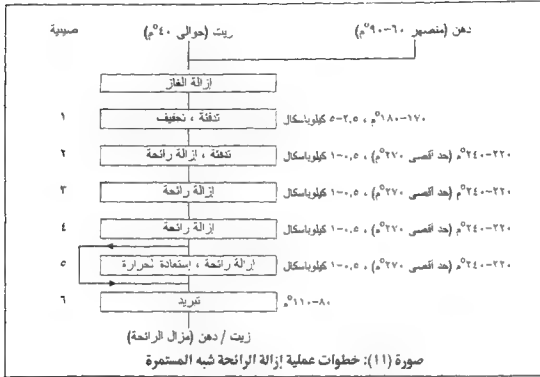 دهن (منصهر ٦٠-٩٠°م) زيت (حوالى ٤٠°م) صينية
إزالة الغاز
١٧٠-١٨٠°م ، ٢,٥-٥ كيلوباسكال تدفئة ، تجفيف ١
٢٢٠-٢٤٠°م (حد أقصى ٢٧٠°م) ، ٠,٥-١ كيلوباسكال تدفئة ، إزالة رائحة ٢
٢٢٠-٢٤٠°م (حد أقصى ٢٧٠°م) ، ٠,٥-١ كيلوباسكال إزالة رائحة ٣
٢٢٠-٢٤٠°م (حد أقصى ٢٧٠°م) ، ٠,٥-١ كيلوباسكال إزالة رائحة ٤
٢٢٠-٢٤٠°م (حد أقصى ٢٧٠°م) ، ٠,٥-١ كيلوباسكال إزالة رائحة ، إستعادة لحرارة ٥
٨٠-١١٠°م تبريد ٦
زيت / دهن (مزال الرائحة)
صورة (١١): خطوات عملية إزالة الرائحة شبه المستمرة